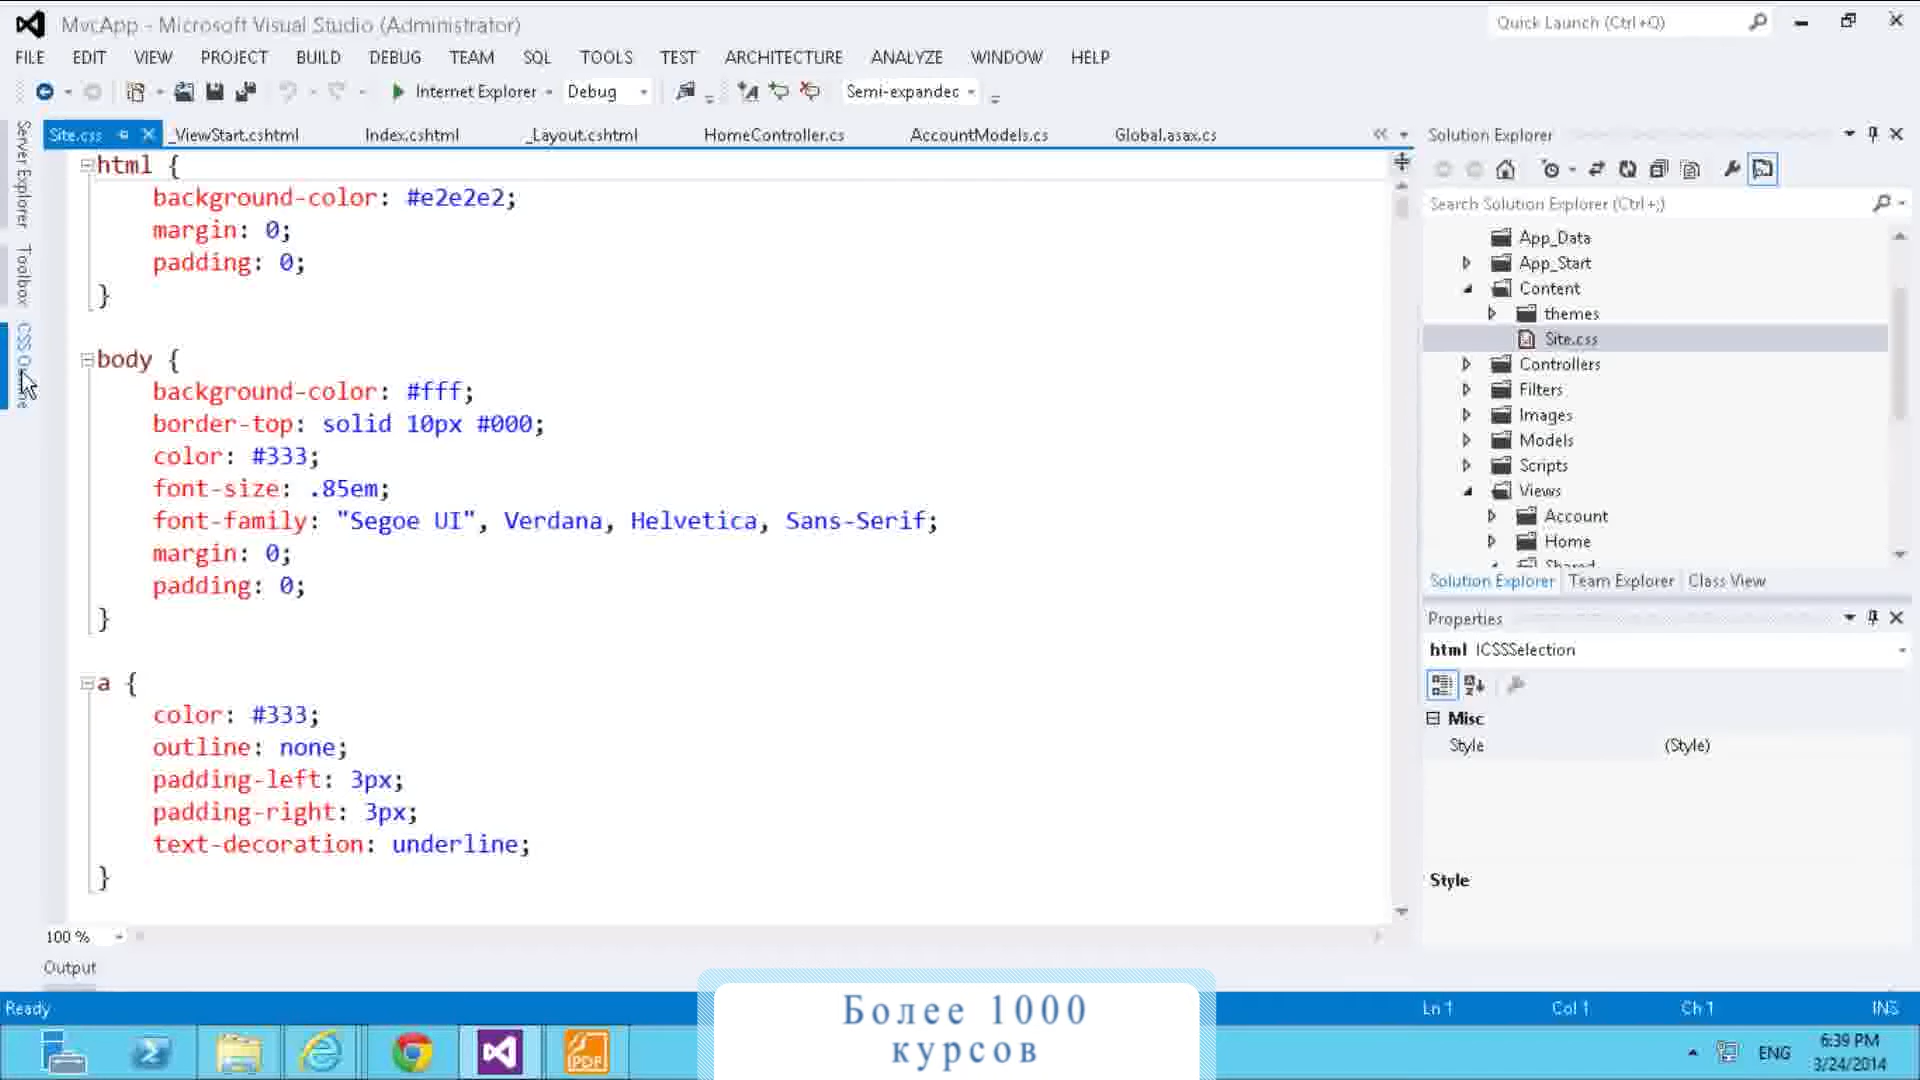 MvcApp - Microsoft Visual Studio (Administrator)
Quick Launch (Ctrl+Q)
FILE EDIT VIEW PROJECT BUILD DEBUG TEAM SQL TOOLS TEST ARCHITECTURE ANALYZE WINDOW HELP
Internet Explorer Debug Semi-expandec
Server Explorer
Toolbox
Site.css _ViewStart.cshtml Index.cshtml _Layout.cshtml HomeController.cs AccountModels.cs Global.asax.cs
html {
background-color: #e2e2e2;
margin: 0;
padding: 0;
}
body {
background-color: #fff;
border-top: solid 10px #000;
color: #333;
font-size: .85em;
font-family: "Segoe UI", Verdana, Helvetica, Sans-Serif;
margin: 0;
padding: 0;
}
a {
color: #333;
outline: none;
padding-left: 3px;
padding-right: 3px;
text-decoration: underline;
}
100 %
Output
Solution Explorer
Search Solution Explorer (Ctrl+;)
App_Data
App_Start
Content
themes
Site.css
Controllers
Filters
Images
Models
Scripts
Views
Account
Home
Solution Explorer Team Explorer Class View
Properties
html ICSSSelection
Misc
Style (Style)
Style
Ready Ln 1 Col 1 Ch 1 INS
Более 1000
курсов
PDF
ENG
6:39 PM
3/24/2014